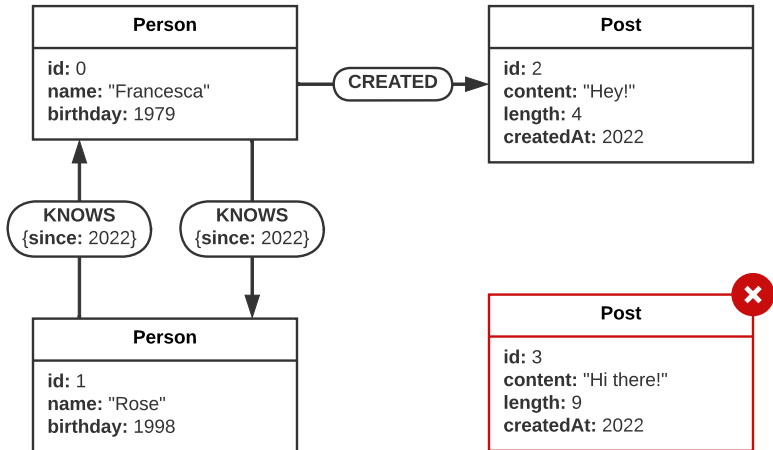 Person
id: 0
name: "Francesca"
birthday: 1979
CREATED
Post
id: 2
content: "Hey!"
length: 4
createdAt: 2022
KNOWS
{since: 2022}
KNOWS
{since: 2022}
Person
id: 1
name: "Rose"
birthday: 1998
Post
id: 3
content: "Hi there!"
length: 9
createdAt: 2022